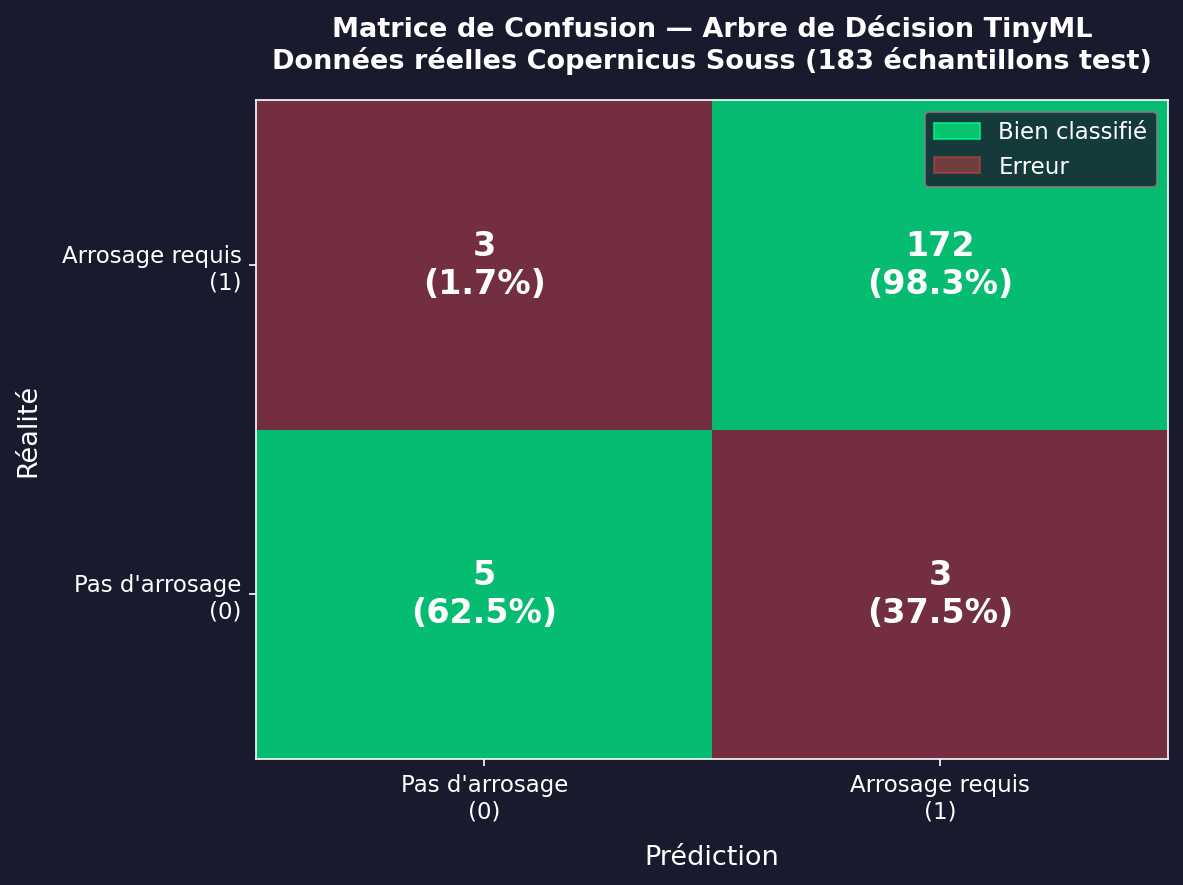 Matrice de Confusion — Arbre de Décision TinyML
Données réelles Copernicus Souss (183 échantillons test)
Bien classifié
Erreur
Réalité
Arrosage requis
(1)
3
(1.7%)
172
(98.3%)
Pas d'arrosage
(0)
5
(62.5%)
3
(37.5%)
Pas d'arrosage
(0)
Arrosage requis
(1)
Prédiction